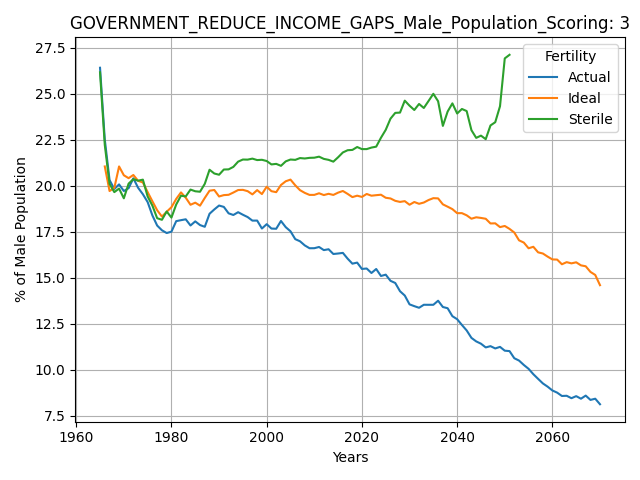 GOVERNMENT_REDUCE_INCOME_GAPS_Male_Population_Scoring: 3
Fertility
Actual
Ideal
Sterile
% of Male Population
27.5
25.0
22.5
20.0
17.5
15.0
12.5
10.0
7.5
1960
1980
2000
2020
2040
2060
Years